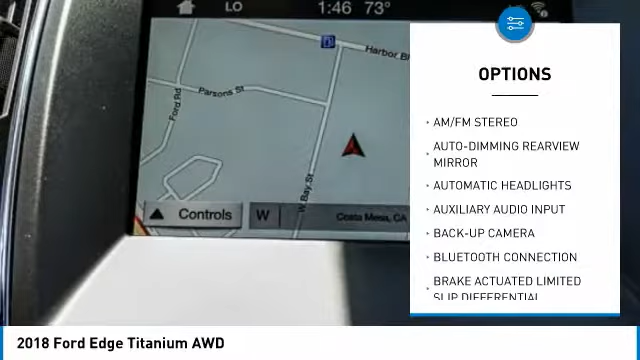 LO
1:46 73°
Harbor Bl
Parsons St
Ford Rd
W Bay St
Controls
W
Costa Mesa, CA
OPTIONS
AM/FM STEREO
AUTO-DIMMING REARVIEW
MIRROR
AUTOMATIC HEADLIGHTS
AUXILIARY AUDIO INPUT
BACK-UP CAMERA
BLUETOOTH CONNECTION
BRAKE ACTUATED LIMITED
SLIP DIFFERENTIAL
2018 Ford Edge Titanium AWD